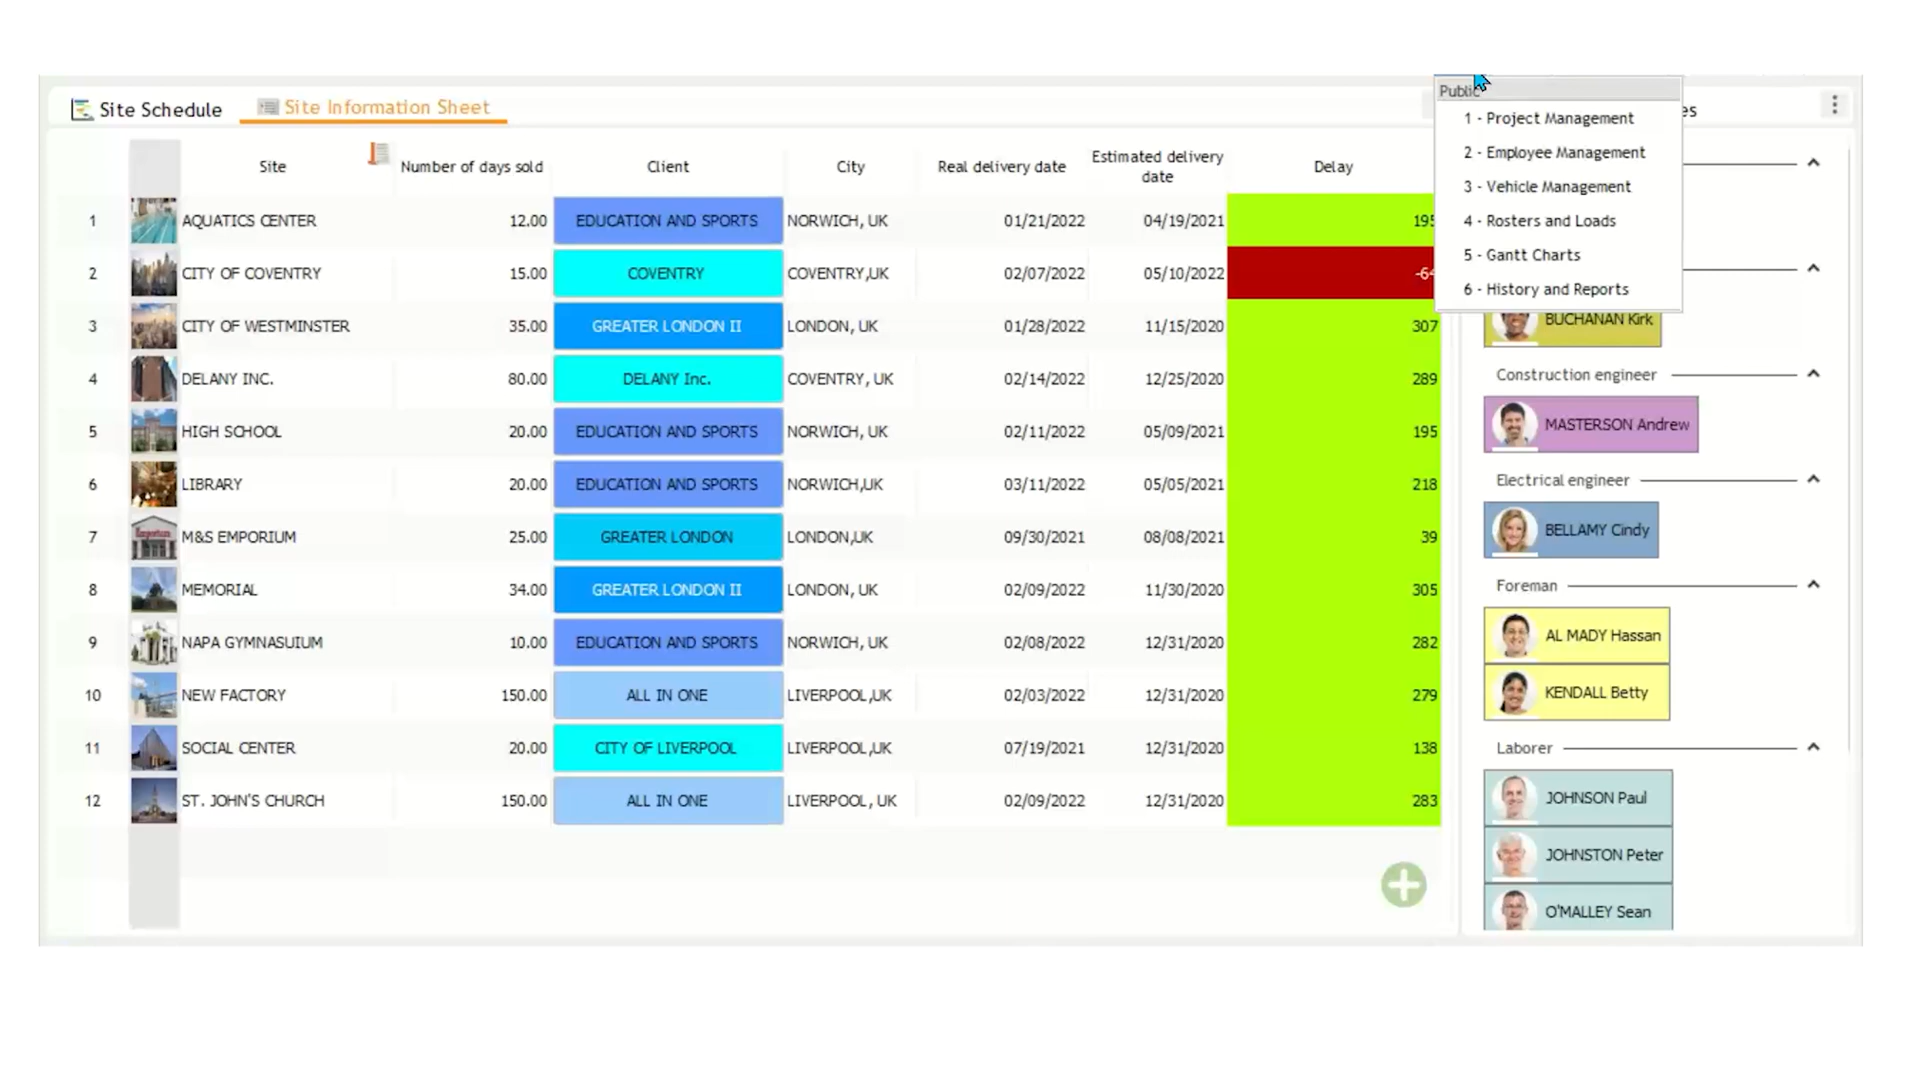 Site Schedule
Site Information Sheet
Public
es
1 - Project Management
2 - Employee Management
3 - Vehicle Management
4 - Rosters and Loads
5 - Gantt Charts
6 - History and Reports
Site Number of days sold Client City Real delivery date Estimated delivery date Delay
1 AQUATICS CENTER 12.00 EDUCATION AND SPORTS NORWICH, UK 01/21/2022 04/19/2021 195
2 CITY OF COVENTRY 15.00 COVENTRY COVENTRY,UK 02/07/2022 05/10/2022 -64
3 CITY OF WESTMINSTER 35.00 GREATER LONDON II LONDON, UK 01/28/2022 11/15/2020 307
4 DELANY INC. 80.00 DELANY Inc. COVENTRY, UK 02/14/2022 12/25/2020 289
5 HIGH SCHOOL 20.00 EDUCATION AND SPORTS NORWICH, UK 02/11/2022 05/09/2021 195
6 LIBRARY 20.00 EDUCATION AND SPORTS NORWICH,UK 03/11/2022 05/05/2021 218
7 M&S EMPORIUM 25.00 GREATER LONDON LONDON,UK 09/30/2021 08/08/2021 39
8 MEMORIAL 34.00 GREATER LONDON II LONDON, UK 02/09/2022 11/30/2020 305
9 NAPA GYMNASUIUM 10.00 EDUCATION AND SPORTS NORWICH, UK 02/08/2022 12/31/2020 282
10 NEW FACTORY 150.00 ALL IN ONE LIVERPOOL,UK 02/03/2022 12/31/2020 279
11 SOCIAL CENTER 20.00 CITY OF LIVERPOOL LIVERPOOL,UK 07/19/2021 12/31/2020 138
12 ST. JOHN'S CHURCH 150.00 ALL IN ONE LIVERPOOL, UK 02/09/2022 12/31/2020 283
BUCHANAN Kirk
Construction engineer
MASTERSON Andrew
Electrical engineer
BELLAMY Cindy
Foreman
AL MADY Hassan
KENDALL Betty
Laborer
JOHNSON Paul
JOHNSTON Peter
O'MALLEY Sean